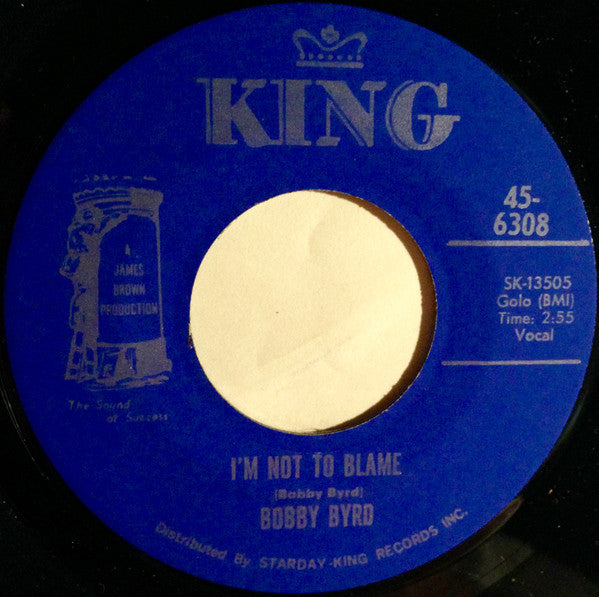 KING
45-
6308
A
JAMES
BROWN
PRODUCTION
The Sound
of Success
SK-13505
Golo (BMI)
Time: 2:55
Vocal
I'M NOT TO BLAME
(Bobby Byrd)
BOBBY BYRD
Distributed By STARDAY-KING RECORDS INC.